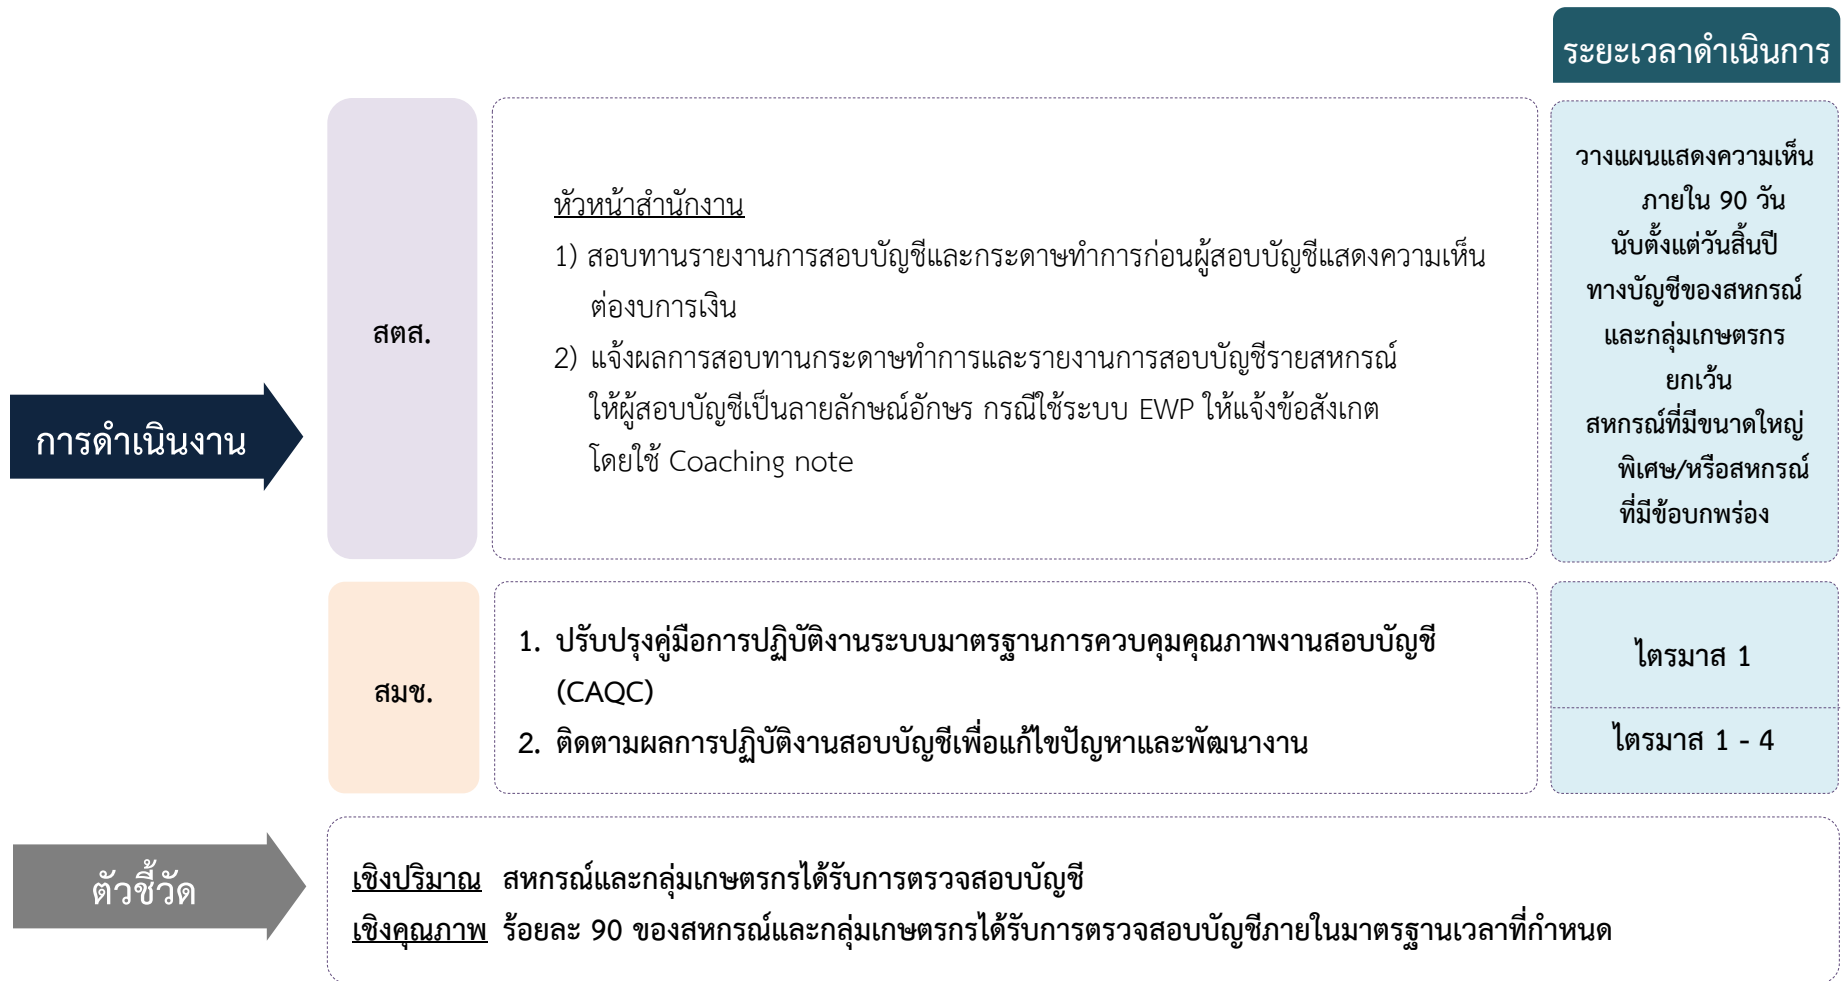 ระยะเวลาดำเนินการ
การดำเนินงาน
สตส.
หัวหน้าสำนักงาน
1) สอบทานรายงานการสอบบัญชีและกระดาษทำการก่อนผู้สอบบัญชีแสดงความเห็น
ต่องบการเงิน
2) แจ้งผลการสอบทานกระดาษทำการและรายงานการสอบบัญชีรายสหกรณ์
ให้ผู้สอบบัญชีเป็นลายลักษณ์อักษร กรณีใช้ระบบ EWP ให้แจ้งข้อสังเกต
โดยใช้ Coaching note
วางแผนแสดงความเห็น
ภายใน 90 วัน
นับตั้งแต่วันสิ้นปี
ทางบัญชีของสหกรณ์
และกลุ่มเกษตรกร
ยกเว้น
สหกรณ์ที่มีขนาดใหญ่
พิเศษ/หรือสหกรณ์
ที่มีข้อบกพร่อง
สมช.
1. ปรับปรุงคู่มือการปฏิบัติงานระบบมาตรฐานการควบคุมคุณภาพงานสอบบัญชี
(CAQC)
2. ติดตามผลการปฏิบัติงานสอบบัญชีเพื่อแก้ไขปัญหาและพัฒนางาน
ไตรมาส 1
ไตรมาส 1 - 4
ตัวชี้วัด
เชิงปริมาณ สหกรณ์และกลุ่มเกษตรกรได้รับการตรวจสอบบัญชี
เชิงคุณภาพ ร้อยละ 90 ของสหกรณ์และกลุ่มเกษตรกรได้รับการตรวจสอบบัญชีภายในมาตรฐานเวลาที่กำหนด